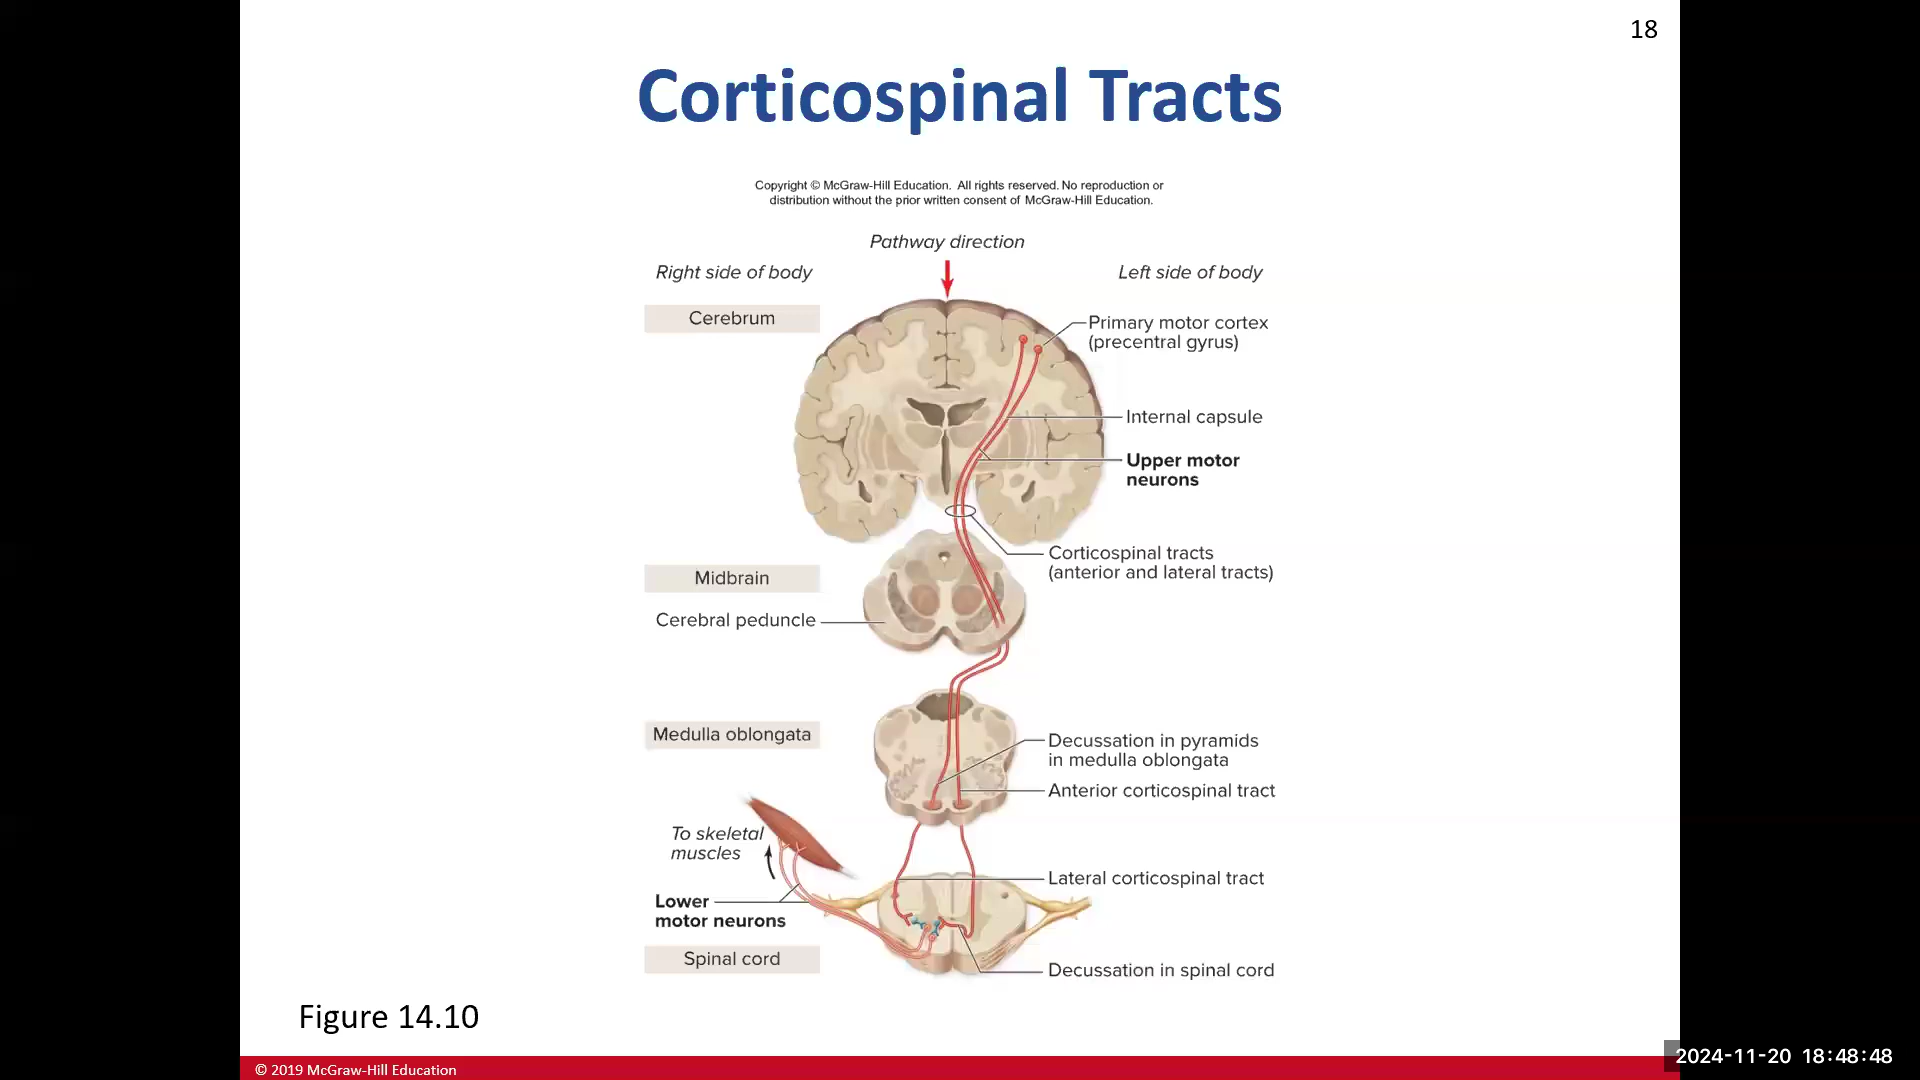 18
Corticospinal Tracts
Copyright © McGraw-Hill Education. All rights reserved. No reproduction or
distribution without the prior written consent of McGraw-Hill Education.
Pathway direction
Right side of body
Left side of body
Cerebrum
Primary motor cortex
(precentral gyrus)
Internal capsule
Upper motor
neurons
Corticospinal tracts
(anterior and lateral tracts)
Midbrain
Cerebral peduncle
Medulla oblongata
Decussation in pyramids
in medulla oblongata
Anterior corticospinal tract
To skeletal
muscles
Lateral corticospinal tract
Lower
motor neurons
Spinal cord
Decussation in spinal cord
Figure 14.10
© 2019 McGraw-Hill Education
2024-11-20 18:48:48